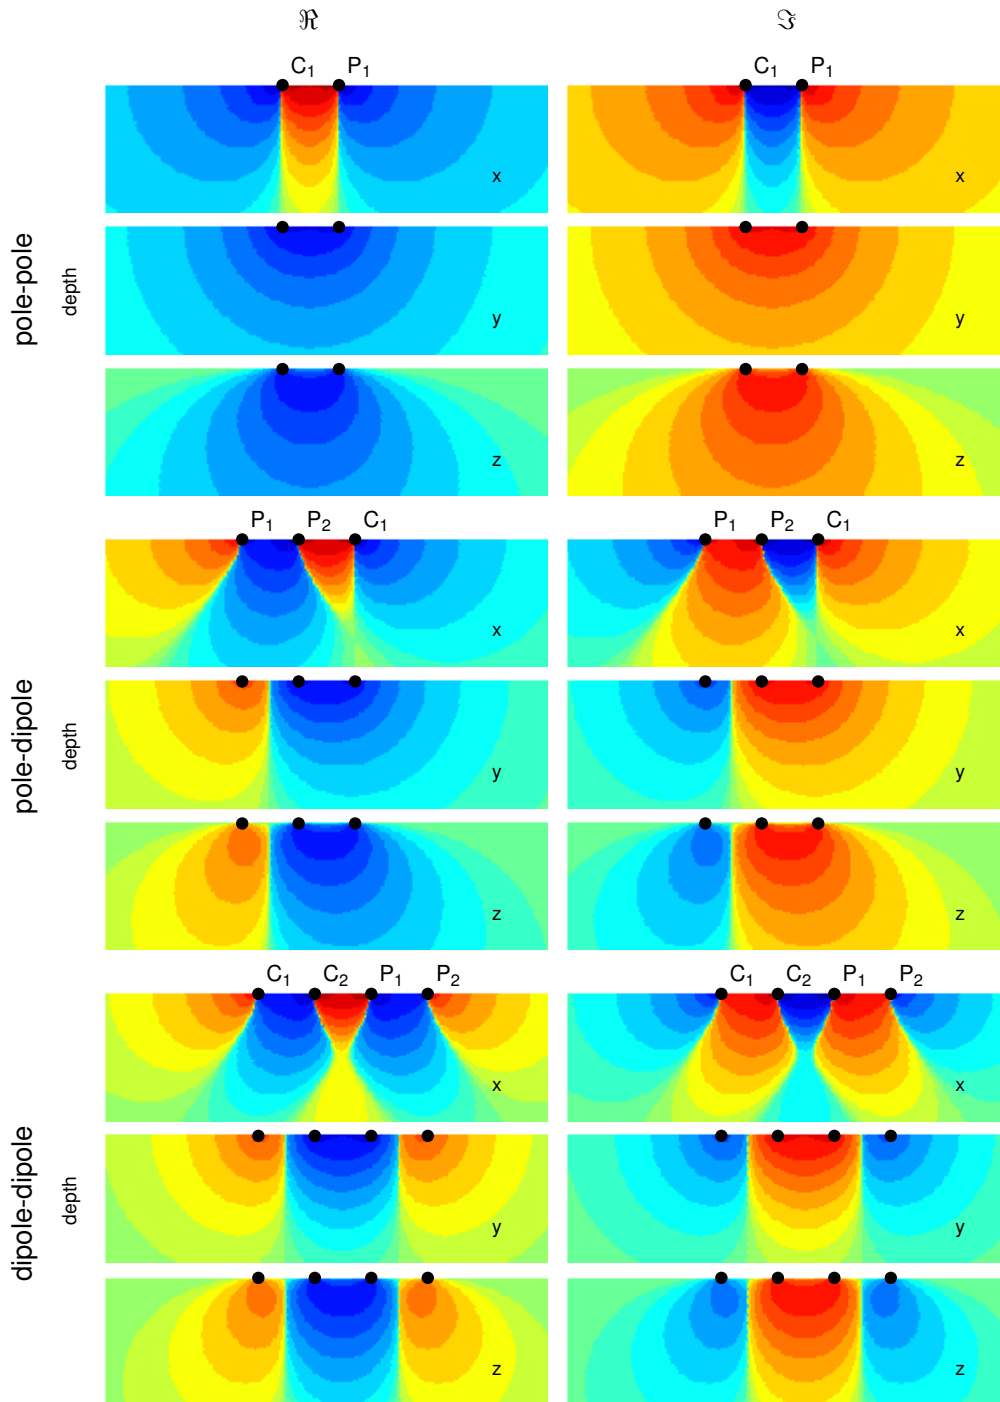 ℜ ℑ
C₁ P₁ C₁ P₁
x x
pole-pole
depth
y y
z z
P₁ P₂ C₁ P₁ P₂ C₁
x x
pole-dipole
depth
y y
z z
C₁ C₂ P₁ P₂ C₁ C₂ P₁ P₂
x x
dipole-dipole
depth
y y
z z